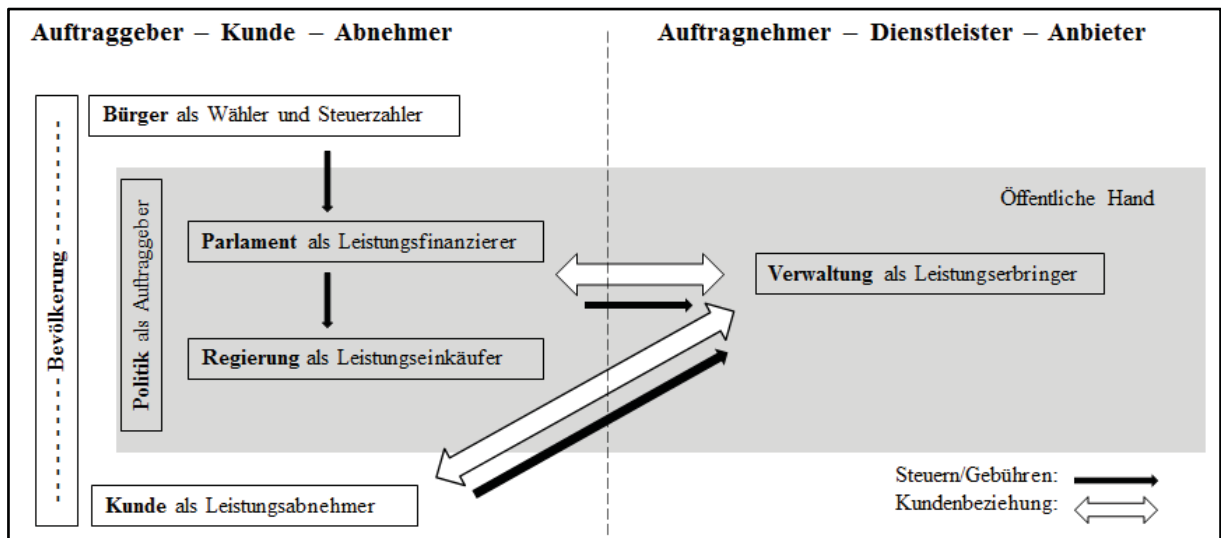 Auftraggeber – Kunde – Abnehmer
Auftragnehmer – Dienstleister – Anbieter
Bevölkerung
Bürger als Wähler und Steuerzahler
Öffentliche Hand
Politik als Auftraggeber
Parlament als Leistungsfinanzierer
Verwaltung als Leistungserbringer
Regierung als Leistungseinkäufer
Kunde als Leistungsabnehmer
Steuern/Gebühren:
Kundenbeziehung: